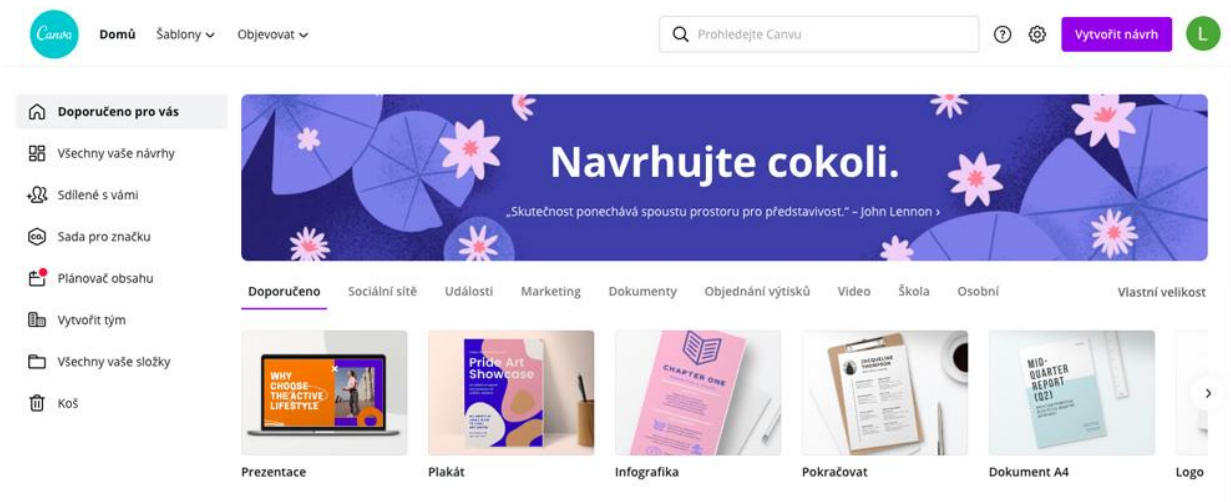 Canva
Domů
Šablony
Objevovat
Prohledejte Canvu
Vytvořit návrh
L
Doporučeno pro vás
Všechny vaše návrhy
Sdílené s vámi
Sada pro značku
Plánovač obsahu
Vytvořit tým
Všechny vaše složky
Koš
Navrhujte cokoli.
„Skutečnost ponechává spoustu prostoru pro představivost.“ – John Lennon ›
Doporučeno
Sociální sítě
Události
Marketing
Dokumenty
Objednání výtisků
Video
Škola
Osobní
Vlastní velikost
WHY
CHOOSE
THE ACTIVE
LIFESTYLE
Pride Art
Showcase
CHAPTER ONE
JACQUELINE
THOMPSON
MID-
QUARTER
REPORT
(Q2)
Prezentace
Plakát
Infografika
Pokračovat
Dokument A4
Logo